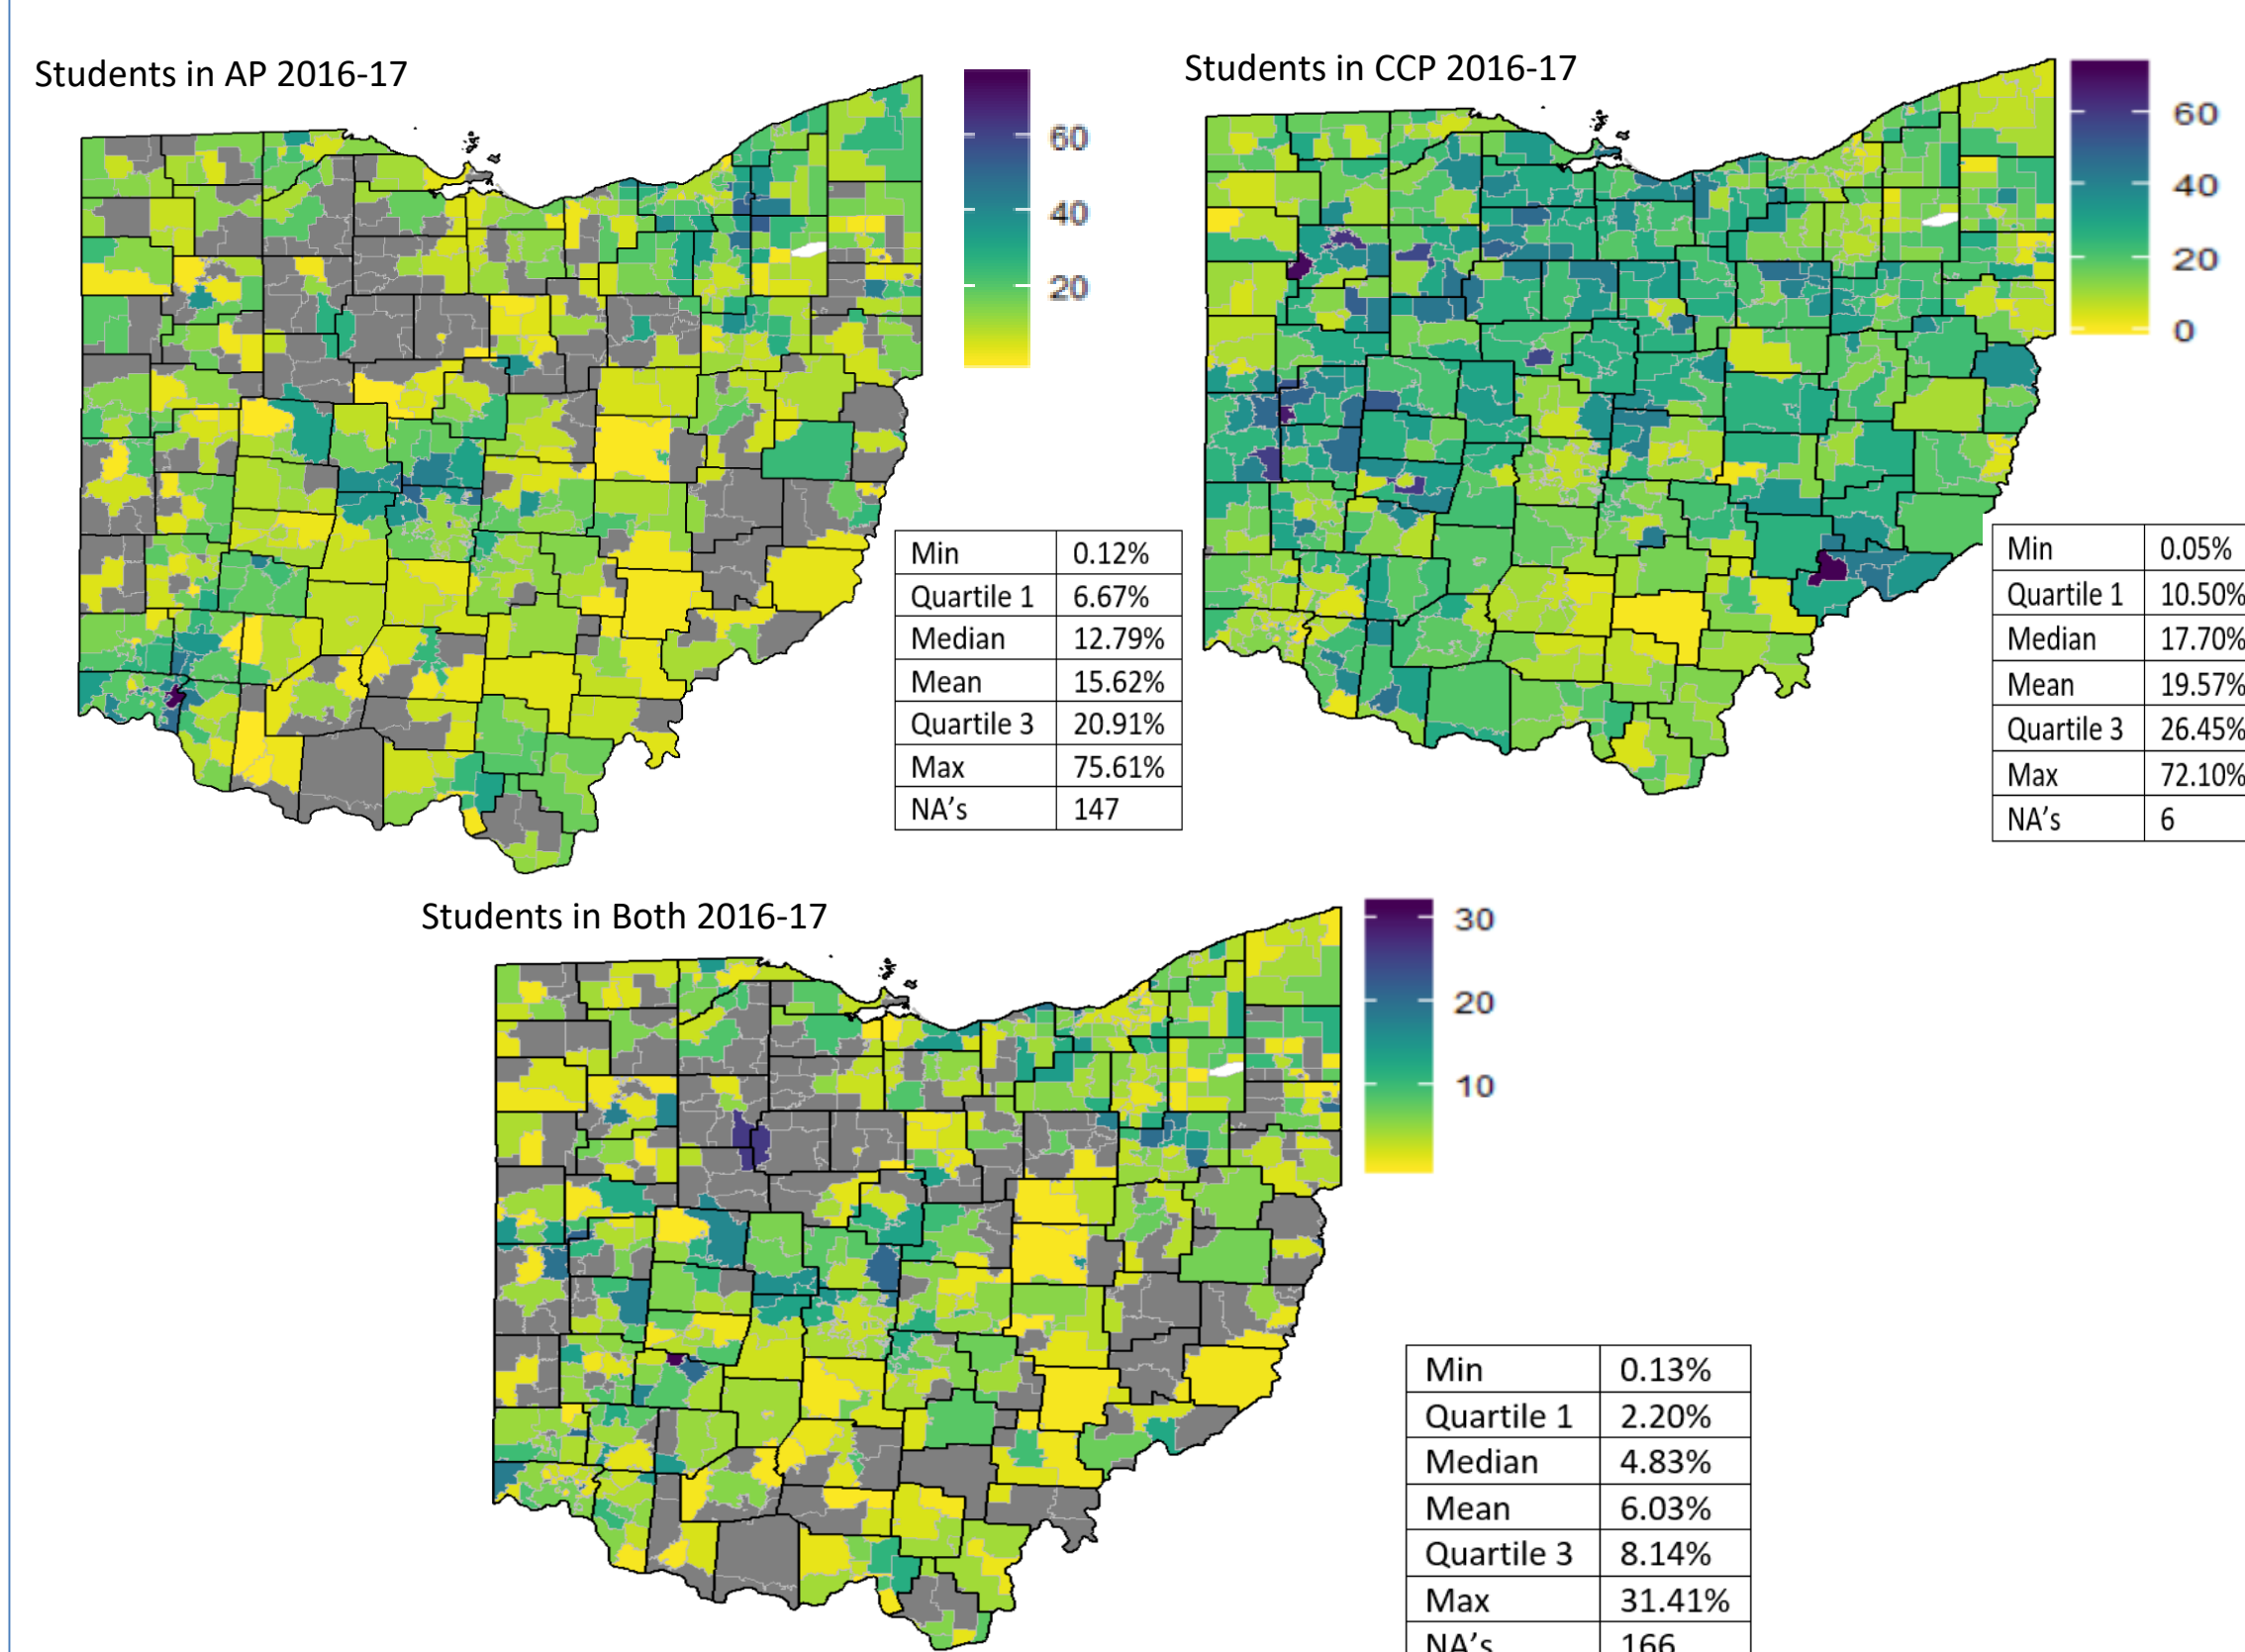 Students in AP 2016-17
60
40
20
Min 0.12%
Quartile 1 6.67%
Median 12.79%
Mean 15.62%
Quartile 3 20.91%
Max 75.61%
NA's 147
Students in CCP 2016-17
60
40
20
0
Min 0.05%
Quartile 1 10.50%
Median 17.70%
Mean 19.57%
Quartile 3 26.45%
Max 72.10%
NA's 6
Students in Both 2016-17
30
20
10
Min 0.13%
Quartile 1 2.20%
Median 4.83%
Mean 6.03%
Quartile 3 8.14%
Max 31.41%
NA's 166